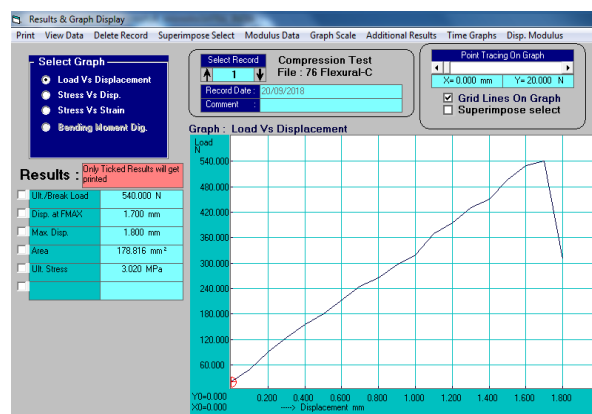 Results & Graph Display
Print View Data Delete Record Superimpose Select Modulus Data Graph Scale Additional Results Time Graphs Disp. Modulus
Select Graph
Load Vs Displacement
Stress Vs Disp.
Stress Vs Strain
Bending Moment Dig.
Select Record
1
Compression Test
File : 76 Flexural-C
Record Date : 20/09/2018
Comment :
Point Tracing On Graph
X= 0.000 mm Y= 20.000 N
Grid Lines On Graph
Superimpose select
Results :
Only Ticked Results will get
printed
Ult./Break Load 540.000 N
Disp. at FMAX 1.700 mm
Max. Disp. 1.800 mm
Area 178.816 mm²
Ult. Stress 3.020 MPa
Graph : Load Vs Displacement
Load
N
540.000
480.000
420.000
360.000
300.000
240.000
180.000
120.000
60.000
Y0=0.000
X0=0.000
0.200 0.400 0.600 0.800 1.000 1.200 1.400 1.600 1.800
----> Displacement mm